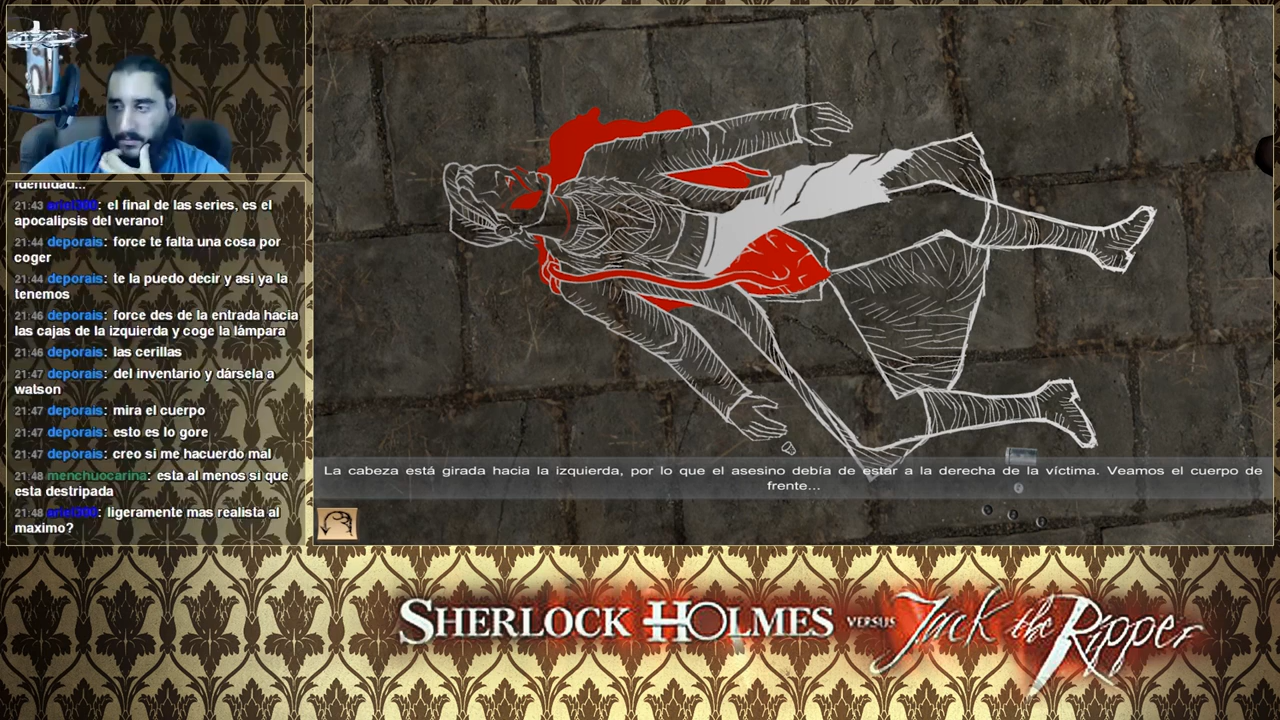 identidad...
21:43 ariul300: el final de las series, es el
apocalipsis del verano!
21:44 deporais: force te falta una cosa por
coger
21:44 deporais: te la puedo decir y asi ya la
tenemos
21:46 deporais: force des de la entrada hacia
las cajas de la izquierda y coge la lámpara
21:46 deporais: las cerillas
21:47 deporais: del inventario y dársela a
watson
21:47 deporais: mira el cuerpo
21:47 deporais: esto es lo gore
21:47 deporais: creo si me hacuerdo mal
21:48 menchuocarina: esta al menos si que
esta destripada
21:48 ariul300: ligeramente mas realista al
maximo?
La cabeza está girada hacia la izquierda, por lo que el asesino debía de estar a la derecha de la víctima. Veamos el cuerpo de
frente...
SHERLOCK HOLMES VERSUS Jack the Ripper